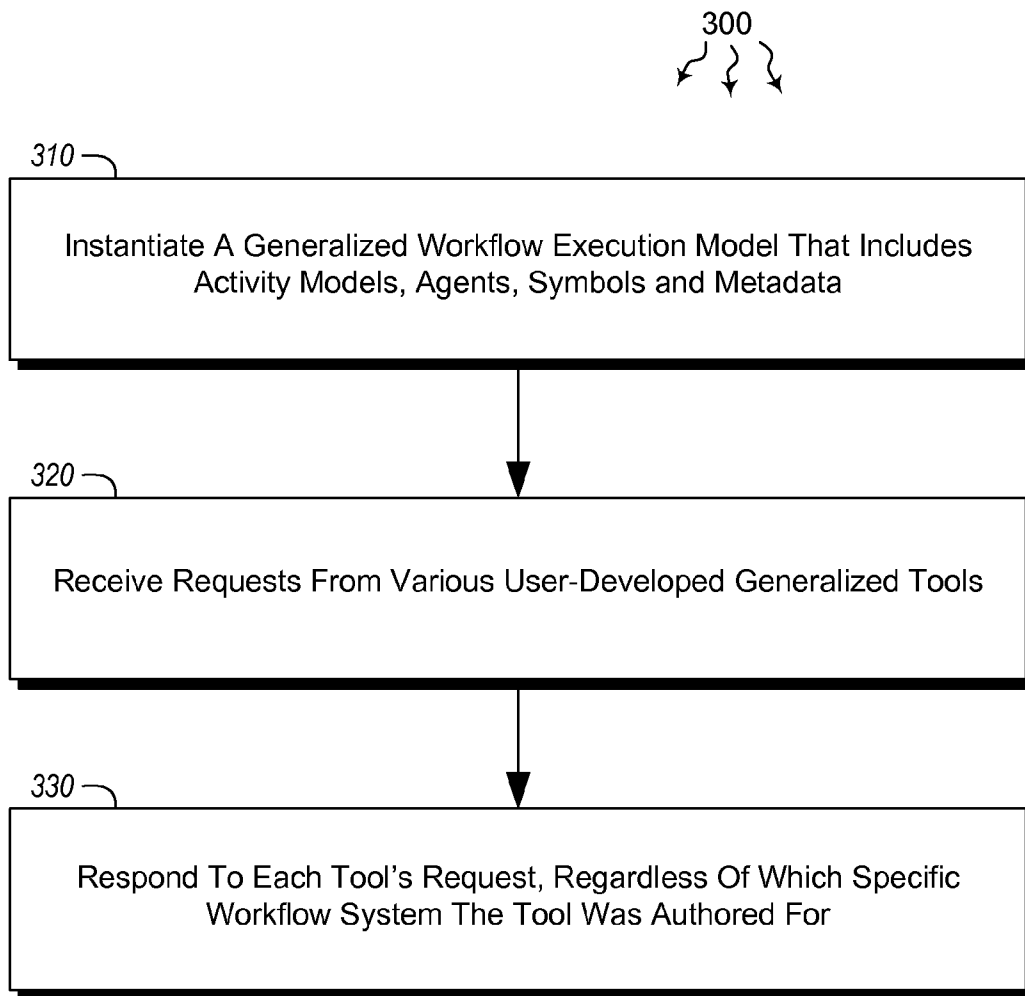 300
310
Instantiate A Generalized Workflow Execution Model That Includes
Activity Models, Agents, Symbols and Metadata
320
Receive Requests From Various User-Developed Generalized Tools
330
Respond To Each Tool's Request, Regardless Of Which Specific
Workflow System The Tool Was Authored For